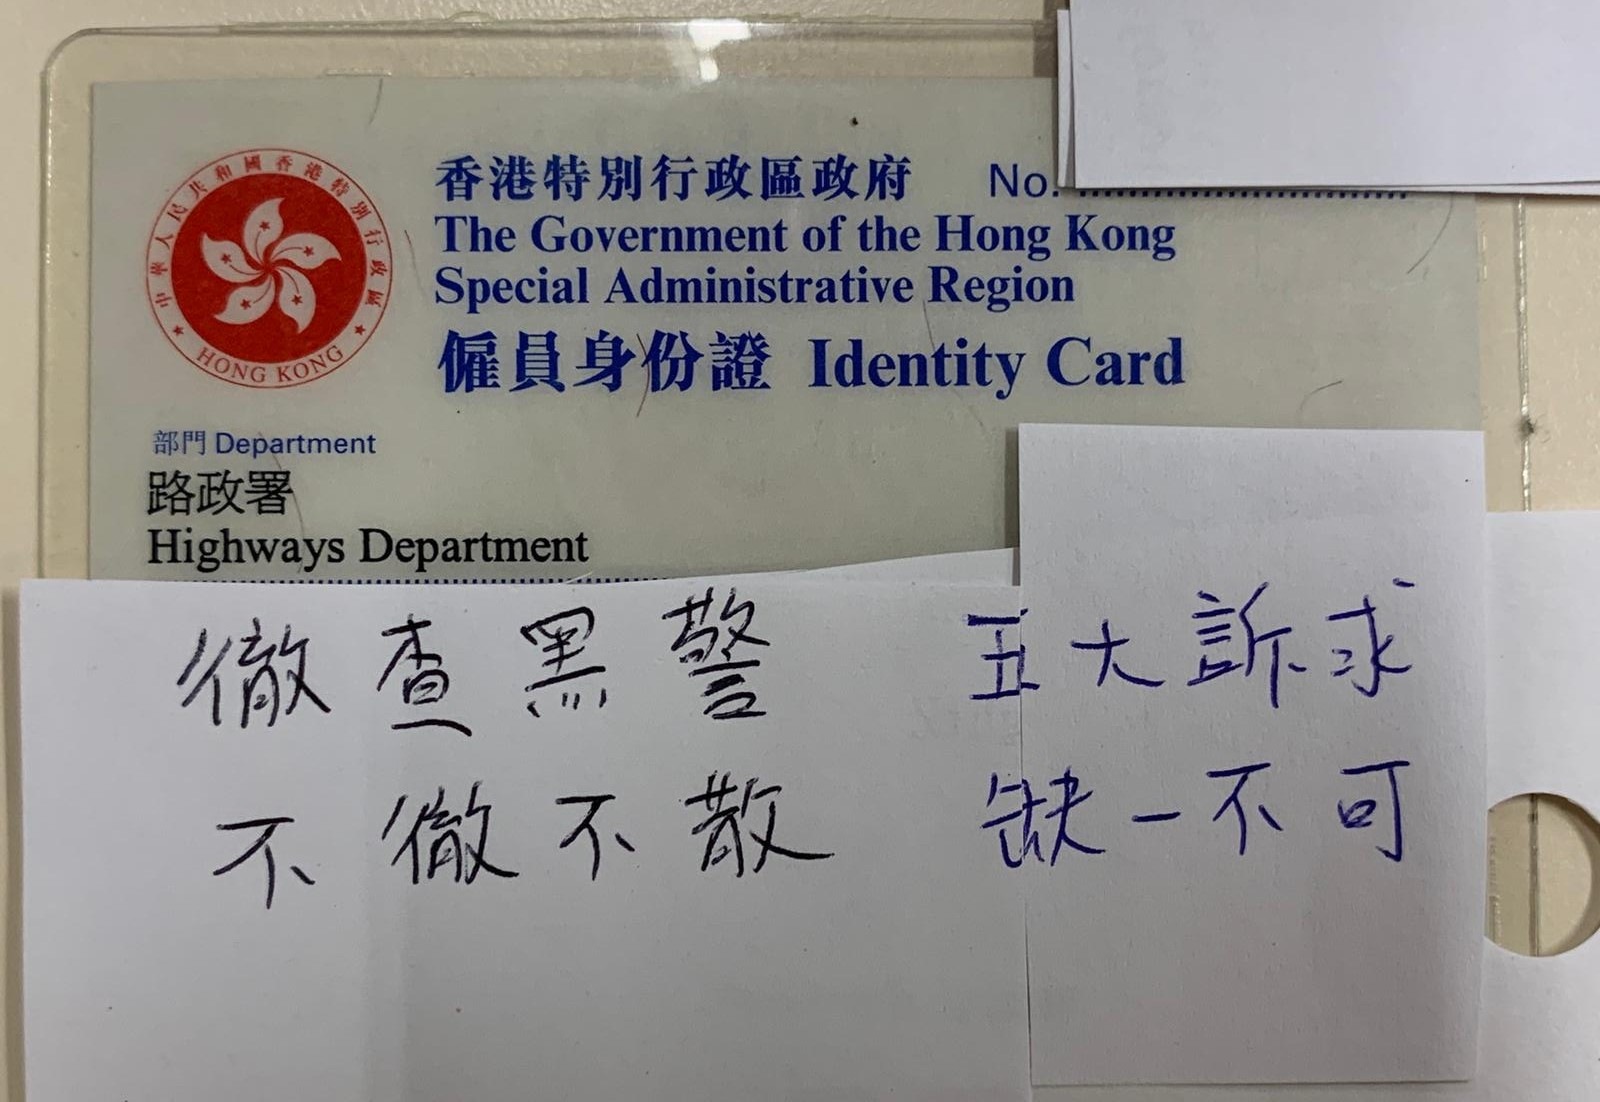 中華人民共和國香港特別行政區
HONG KONG
香港特別行政區政府 No.
The Government of the Hong Kong
Special Administrative Region
僱員身份證 Identity Card
部門 Department
路政署
Highways Department
徹查黑警
不徹不散
五大訴求
缺一不可